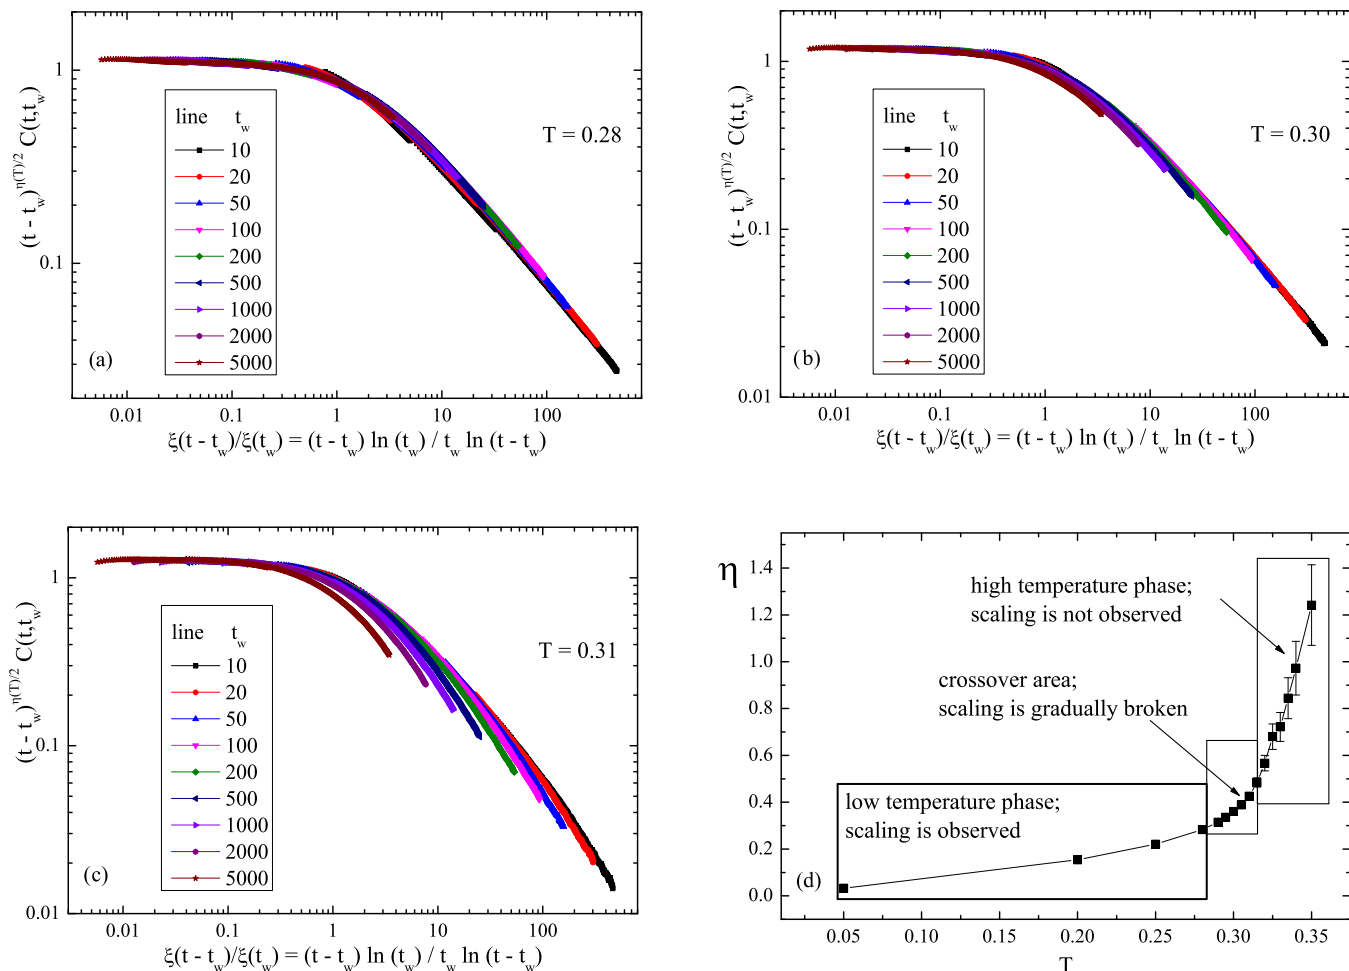 1
0.1
(t - t_w)^η(T)/2 C(t,t_w)
line t_w
10
20
50
100
200
500
1000
2000
5000
T = 0.28
(a)
0.01 0.1 1 10 100
ξ(t - t_w)/ξ(t_w) = (t - t_w) ln (t_w) / t_w ln (t - t_w)
1
0.1
0.01
(t - t_w)^η(T)/2 C(t,t_w)
line t_w
10
20
50
100
200
500
1000
2000
5000
T = 0.30
(b)
0.01 0.1 1 10 100
ξ(t - t_w)/ξ(t_w) = (t - t_w) ln (t_w) / t_w ln (t - t_w)
1
0.1
0.01
(t - t_w)^η(T)/2 C(t,t_w)
line t_w
10
20
50
100
200
500
1000
2000
5000
T = 0.31
(c)
0.01 0.1 1 10 100
ξ(t - t_w)/ξ(t_w) = (t - t_w) ln (t_w) / t_w ln (t - t_w)
η
1.4
1.2
1.0
0.8
0.6
0.4
0.2
0.0
high temperature phase;
scaling is not observed
crossover area;
scaling is gradually broken
low temperature phase;
scaling is observed
(d)
0.05 0.10 0.15 0.20 0.25 0.30 0.35
T